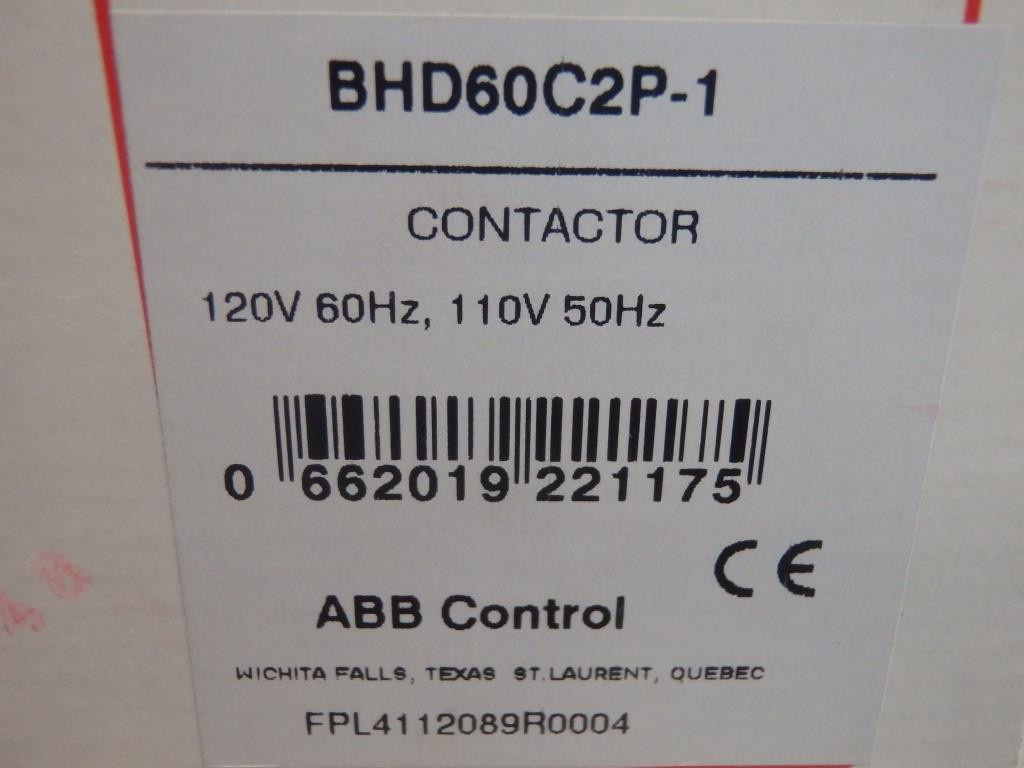 BHD60C2P-1
CONTACTOR
120V 60Hz, 110V 50Hz
0 662019 221175
CE
ABB Control
WICHITA FALLS, TEXAS ST. LAURENT, QUEBEC
FPL4112089R0004